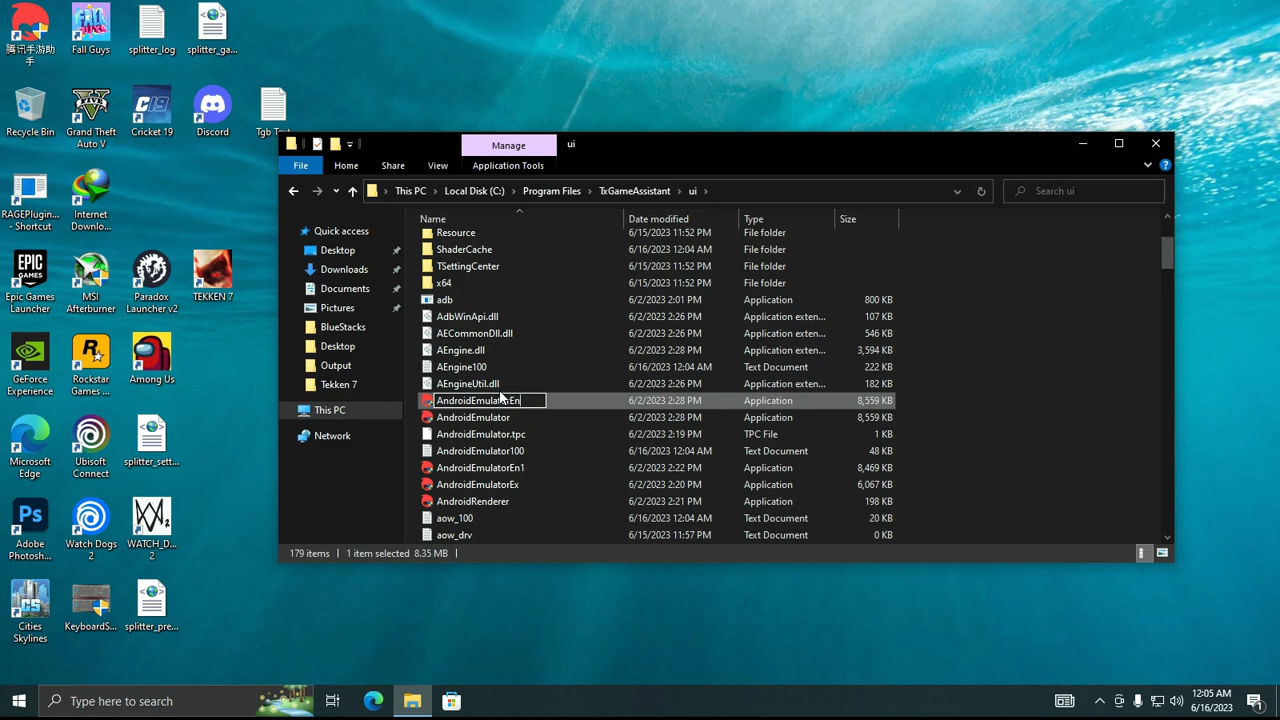 腾讯手游助手
Fall Guys
splitter_log
splitter_ga...
Recycle Bin
Grand Theft Auto V
Cricket 19
Discord
RAGEPlugin... - Shortcut
Internet Downlo...
Epic Games Launcher
MSI Afterburner
Paradox Launcher v2
TEKKEN 7
GeForce Experience
Rockstar Games ...
Among Us
Microsoft Edge
Ubisoft Connect
splitter_sett...
Adobe Photosh...
Watch Dogs 2
WATCH_D... 2
Cities Skylines
KeyboardS...
splitter_pre...
Manage
ui
File
Home
Share
View
Application Tools
This PC > Local Disk (C:) > Program Files > TxGameAssistant > ui >
Search ui
Quick access
Desktop
Downloads
Documents
Pictures
BlueStacks
Desktop
Output
Tekken 7
This PC
Network
Name Date modified Type Size
Resource 6/15/2023 11:52 PM File folder
ShaderCache 6/16/2023 12:04 AM File folder
TSettingCenter 6/15/2023 11:52 PM File folder
x64 6/15/2023 11:52 PM File folder
adb 6/2/2023 2:01 PM Application 800 KB
AdbWinApi.dll 6/2/2023 2:26 PM Application exten... 107 KB
AECommonDll.dll 6/2/2023 2:26 PM Application exten... 546 KB
AEngine.dll 6/2/2023 2:28 PM Application exten... 3,594 KB
AEngine100 6/16/2023 12:04 AM Text Document 222 KB
AEngineUtil.dll 6/2/2023 2:26 PM Application exten... 182 KB
AndroidEmulatorEn 6/2/2023 2:28 PM Application 8,559 KB
AndroidEmulator 6/2/2023 2:28 PM Application 8,559 KB
AndroidEmulator.tpc 6/2/2023 2:19 PM TPC File 1 KB
AndroidEmulator100 6/16/2023 12:04 AM Text Document 48 KB
AndroidEmulatorEn1 6/2/2023 2:22 PM Application 8,469 KB
AndroidEmulatorEx 6/2/2023 2:20 PM Application 6,067 KB
AndroidRenderer 6/2/2023 2:21 PM Application 198 KB
aow_100 6/16/2023 12:04 AM Text Document 20 KB
aow_drv 6/15/2023 11:57 PM Text Document 0 KB
179 items
1 item selected 8.35 MB
Type here to search
12:05 AM
6/16/2023